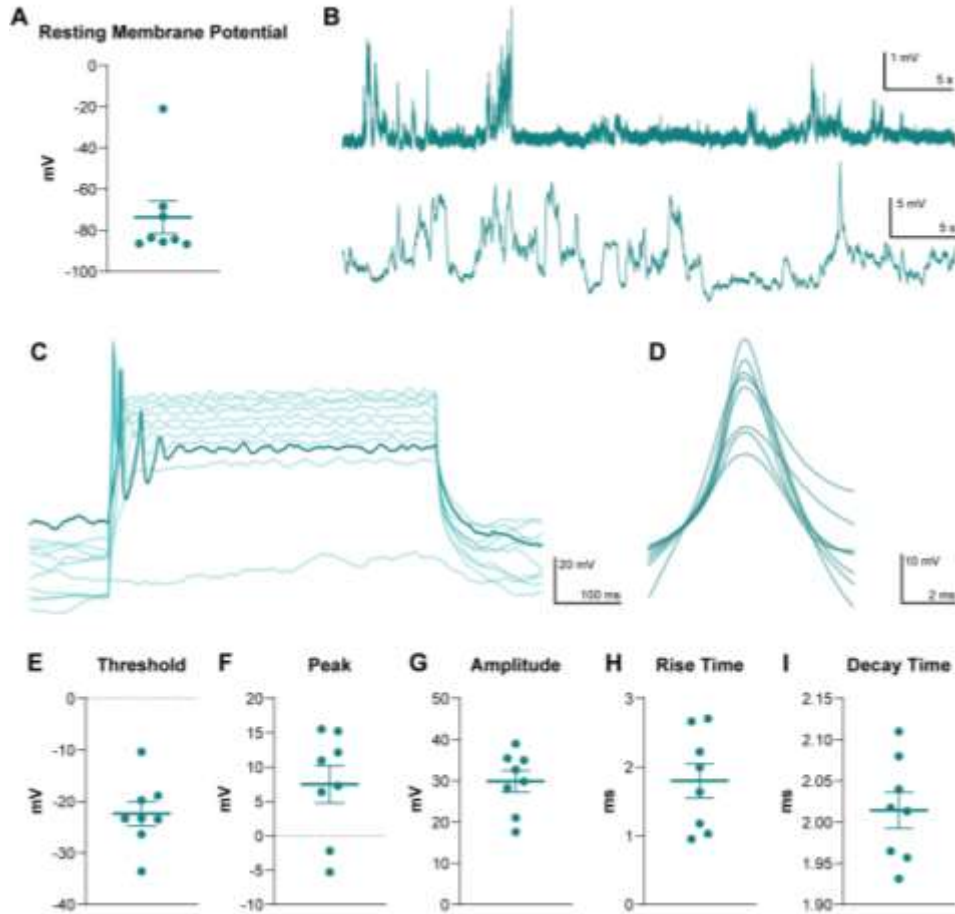 A
Resting Membrane Potential
0
-20
-40
-60
-80
-100
mV
B
1 mV
5 s
5 mV
5 s
C
20 mV
100 ms
D
10 mV
2 ms
E
Threshold
0
-10
-20
-30
-40
mV
F
Peak
20
15
10
5
0
-5
-10
mV
G
Amplitude
50
40
30
20
10
0
mV
H
Rise Time
3
2
1
0
ms
I
Decay Time
2.15
2.10
2.05
2.00
1.95
1.90
ms